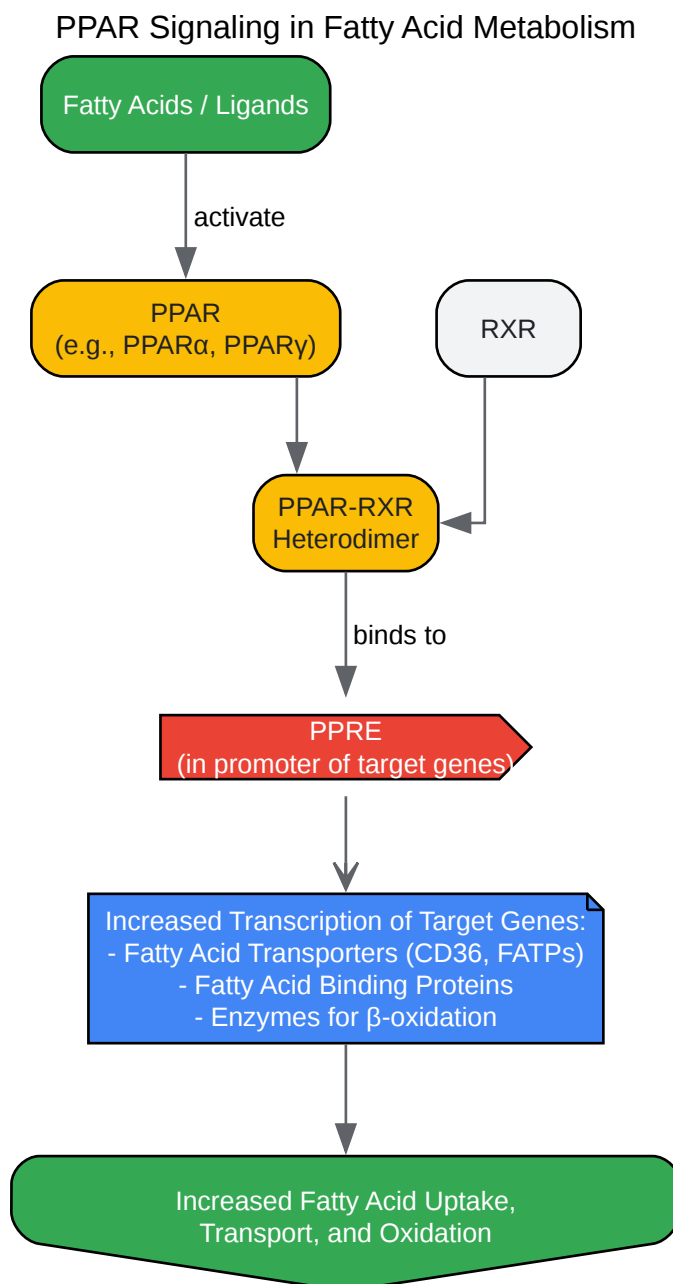 PPAR Signaling in Fatty Acid Metabolism
Fatty Acids / Ligands
activate
PPAR
(e.g., PPARα, PPARγ)
RXR
PPAR-RXR
Heterodimer
binds to
PPRE
(in promoter of target genes)
Increased Transcription of Target Genes:
- Fatty Acid Transporters (CD36, FATPs)
- Fatty Acid Binding Proteins
- Enzymes for β-oxidation
Increased Fatty Acid Uptake,
Transport, and Oxidation